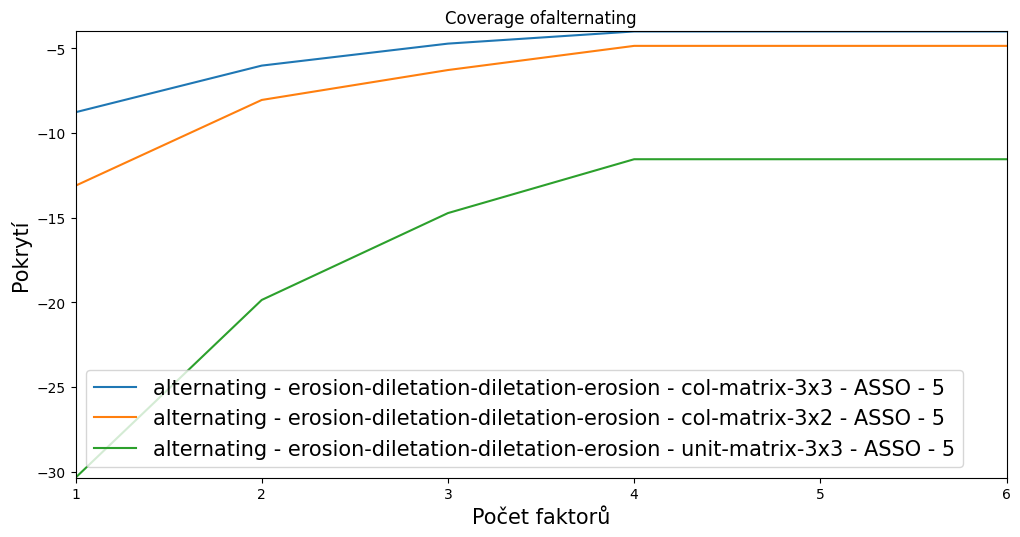 Coverage ofalternating
−5
−10
−15
−20
−25
−30
Pokrytí
alternating - erosion-diletation-diletation-erosion - col-matrix-3x3 - ASSO - 5
alternating - erosion-diletation-diletation-erosion - col-matrix-3x2 - ASSO - 5
alternating - erosion-diletation-diletation-erosion - unit-matrix-3x3 - ASSO - 5
1 2 3 4 5 6
Počet faktorů